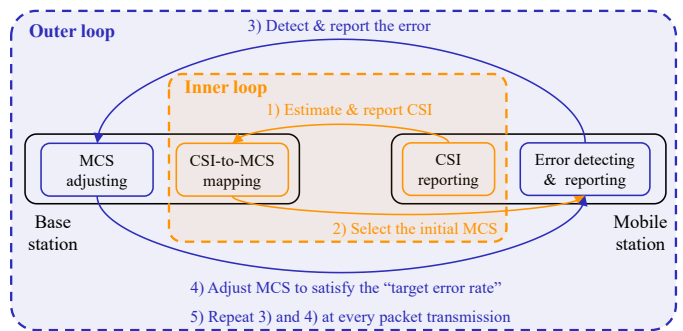 3) Detect & report the error
Outer loop
Inner loop
1) Estimate & report CSI
MCS
adjusting
CSI-to-MCS
mapping
CSI
reporting
Error detecting
& reporting
Base
station
2) Select the initial MCS
Mobile
station
4) Adjust MCS to satisfy the “target error rate”
5) Repeat 3) and 4) at every packet transmission